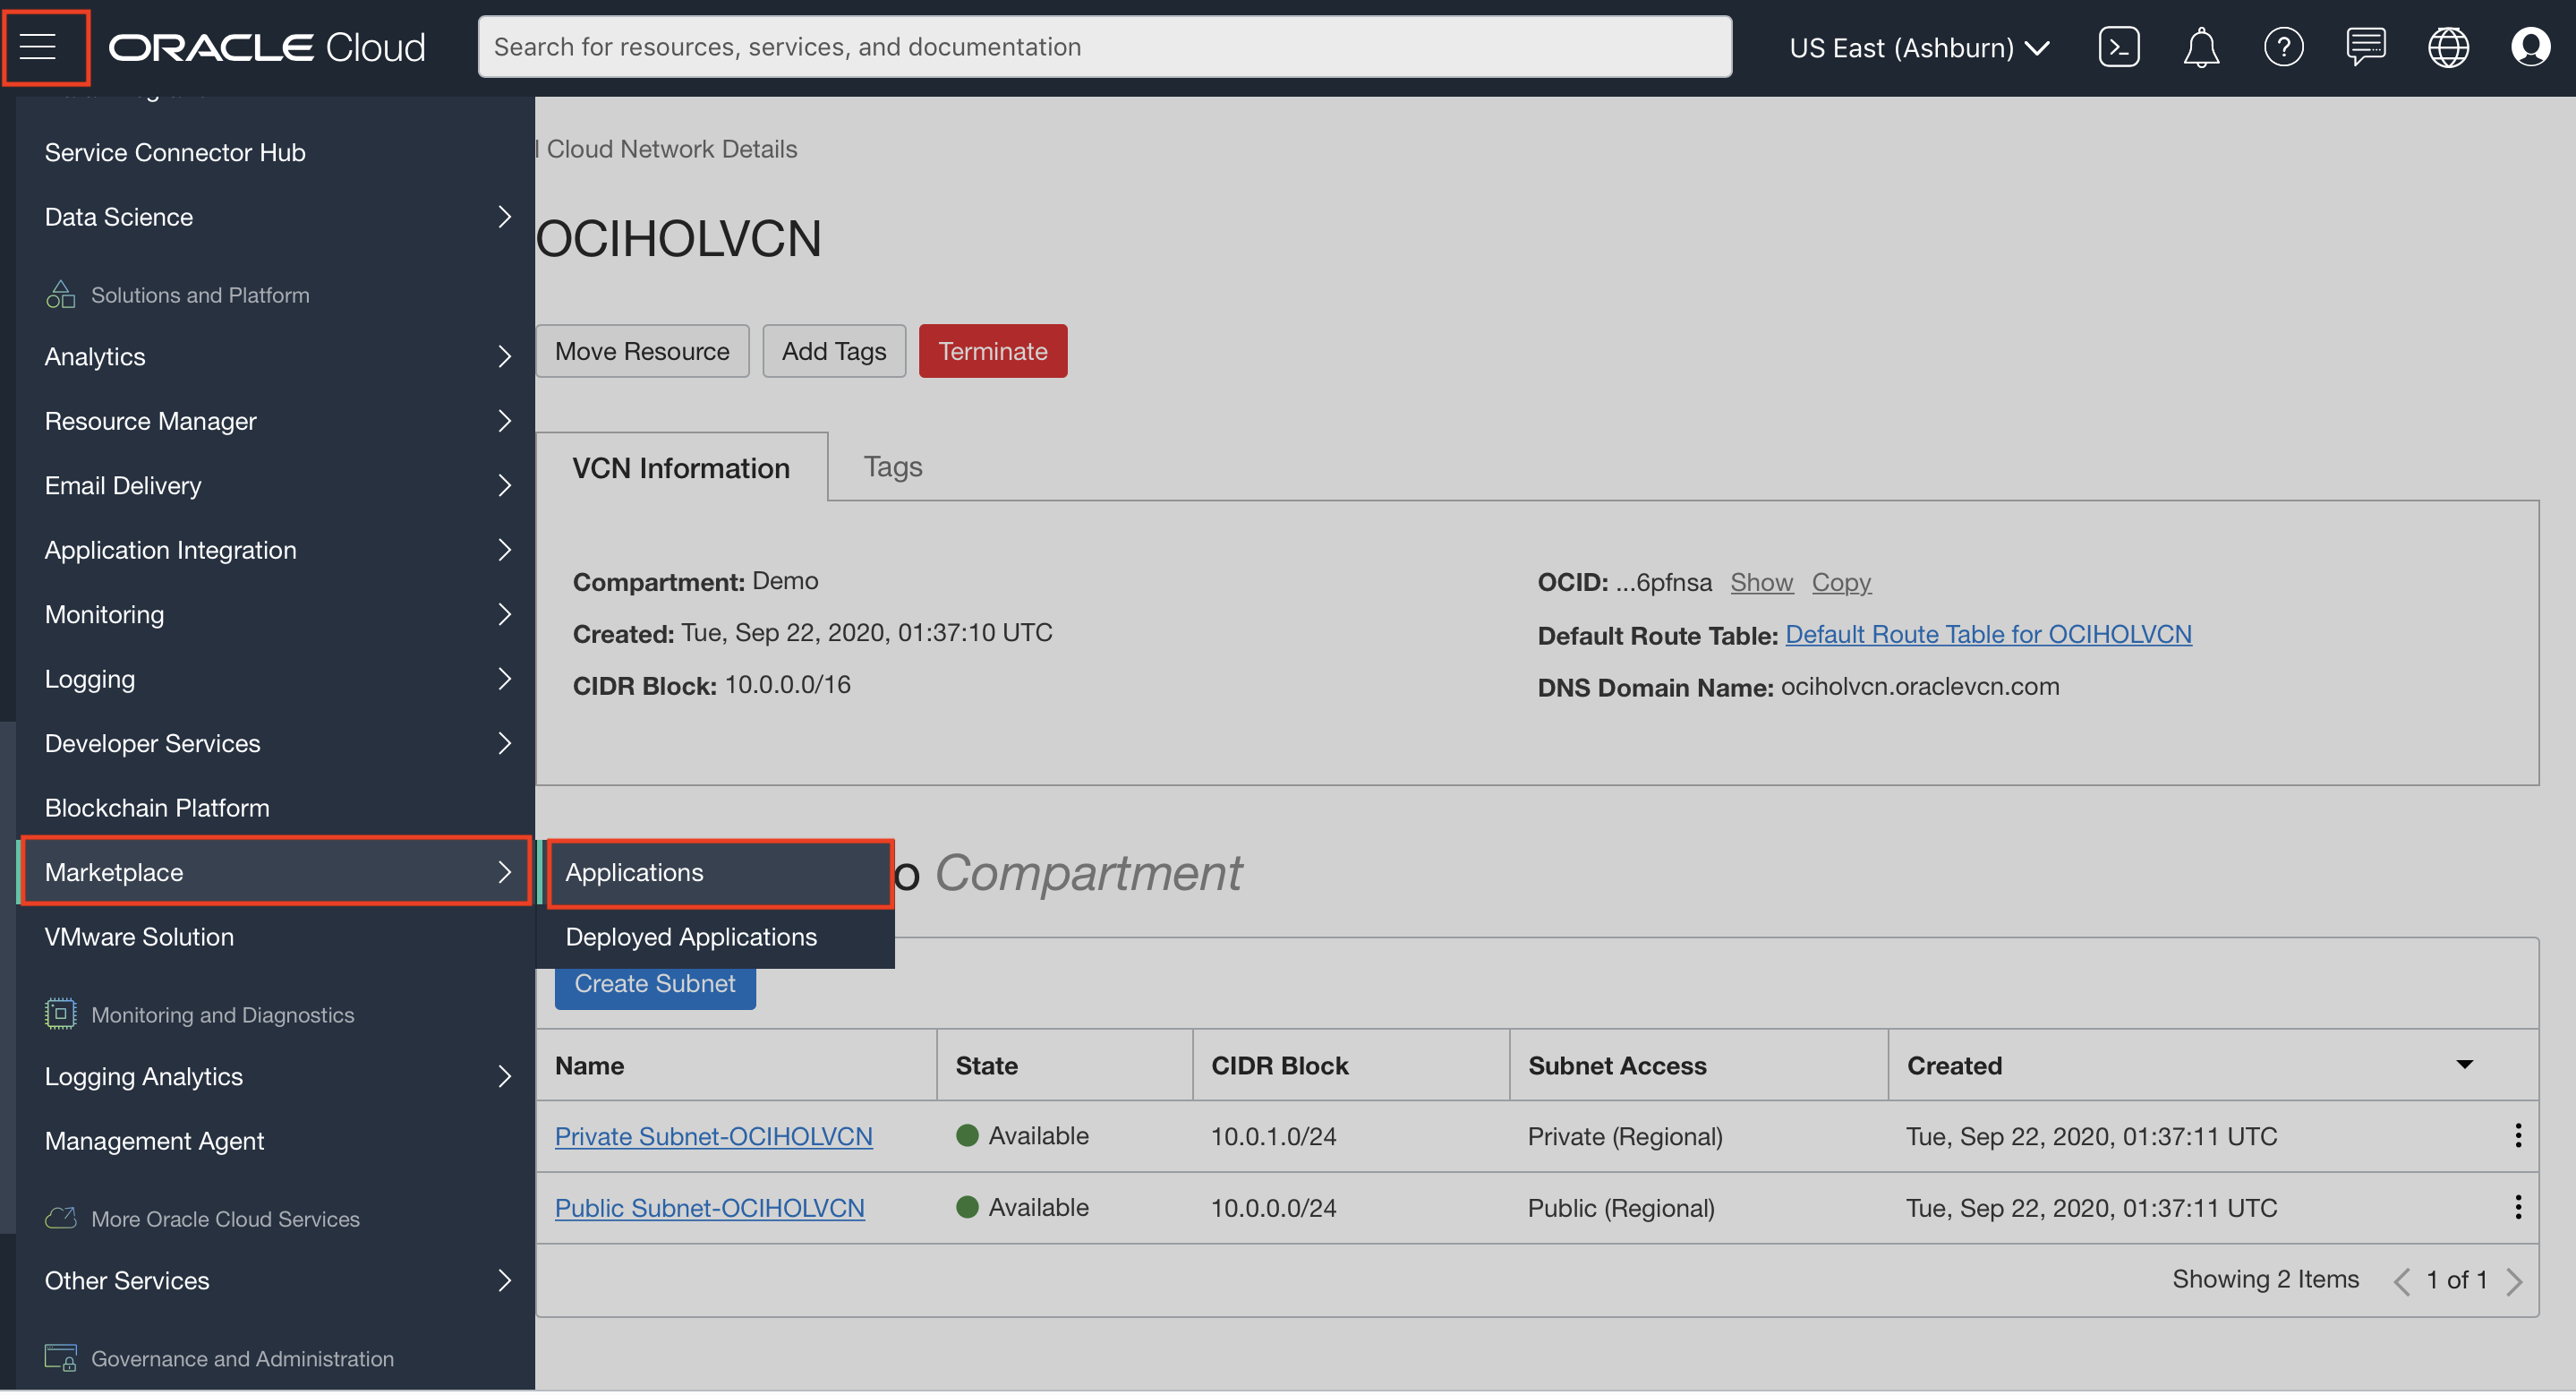 ORACLE Cloud
Search for resources, services, and documentation
US East (Ashburn)
Service Connector Hub
Data Science
Solutions and Platform
Analytics
Resource Manager
Email Delivery
Application Integration
Monitoring
Logging
Developer Services
Blockchain Platform
Marketplace
VMware Solution
Monitoring and Diagnostics
Logging Analytics
Management Agent
More Oracle Cloud Services
Other Services
Governance and Administration
Applications
Deployed Applications
Cloud Network Details
OCIHOLVCN
Move Resource Add Tags Terminate
VCN Information Tags
Compartment: Demo
Created: Tue, Sep 22, 2020, 01:37:10 UTC
CIDR Block: 10.0.0.0/16
OCID: ...6pfnsa Show Copy
Default Route Table: Default Route Table for OCIHOLVCN
DNS Domain Name: ociholvcn.oraclevcn.com
Compartment
Create Subnet
Name State CIDR Block Subnet Access Created
Private Subnet-OCIHOLVCN Available 10.0.1.0/24 Private (Regional) Tue, Sep 22, 2020, 01:37:11 UTC
Public Subnet-OCIHOLVCN Available 10.0.0.0/24 Public (Regional) Tue, Sep 22, 2020, 01:37:11 UTC
Showing 2 Items 1 of 1